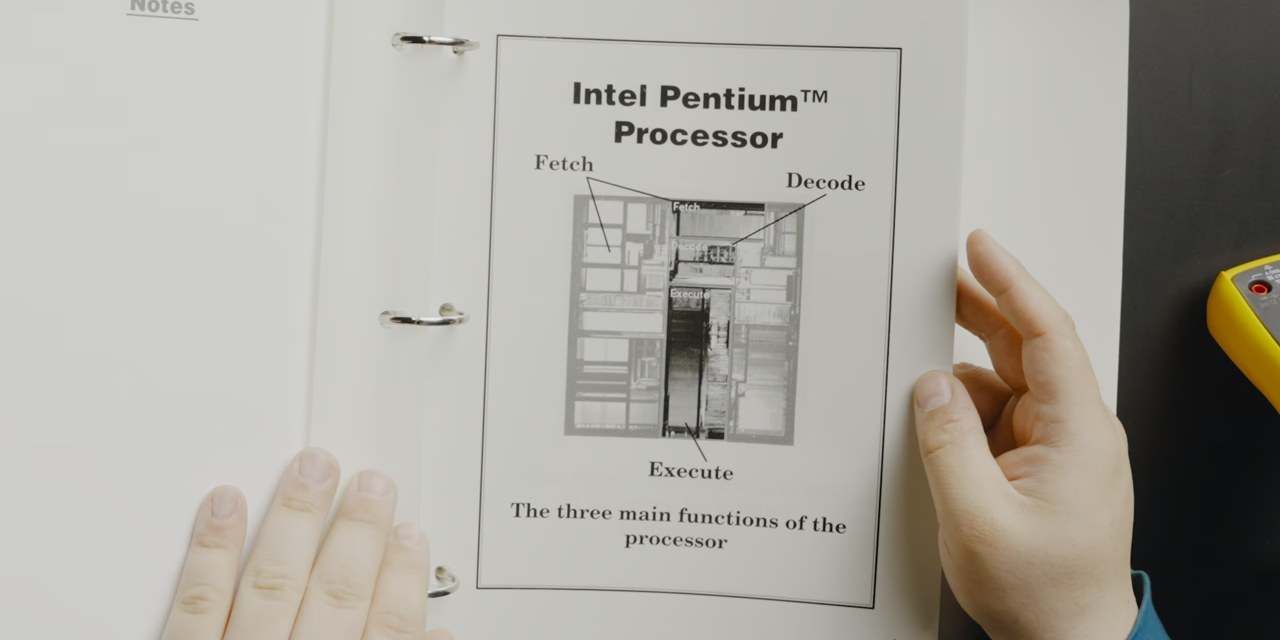 Notes
Intel Pentium™
Processor
Fetch
Decode
Fetch
Decode
Execute
Execute
The three main functions of the
processor